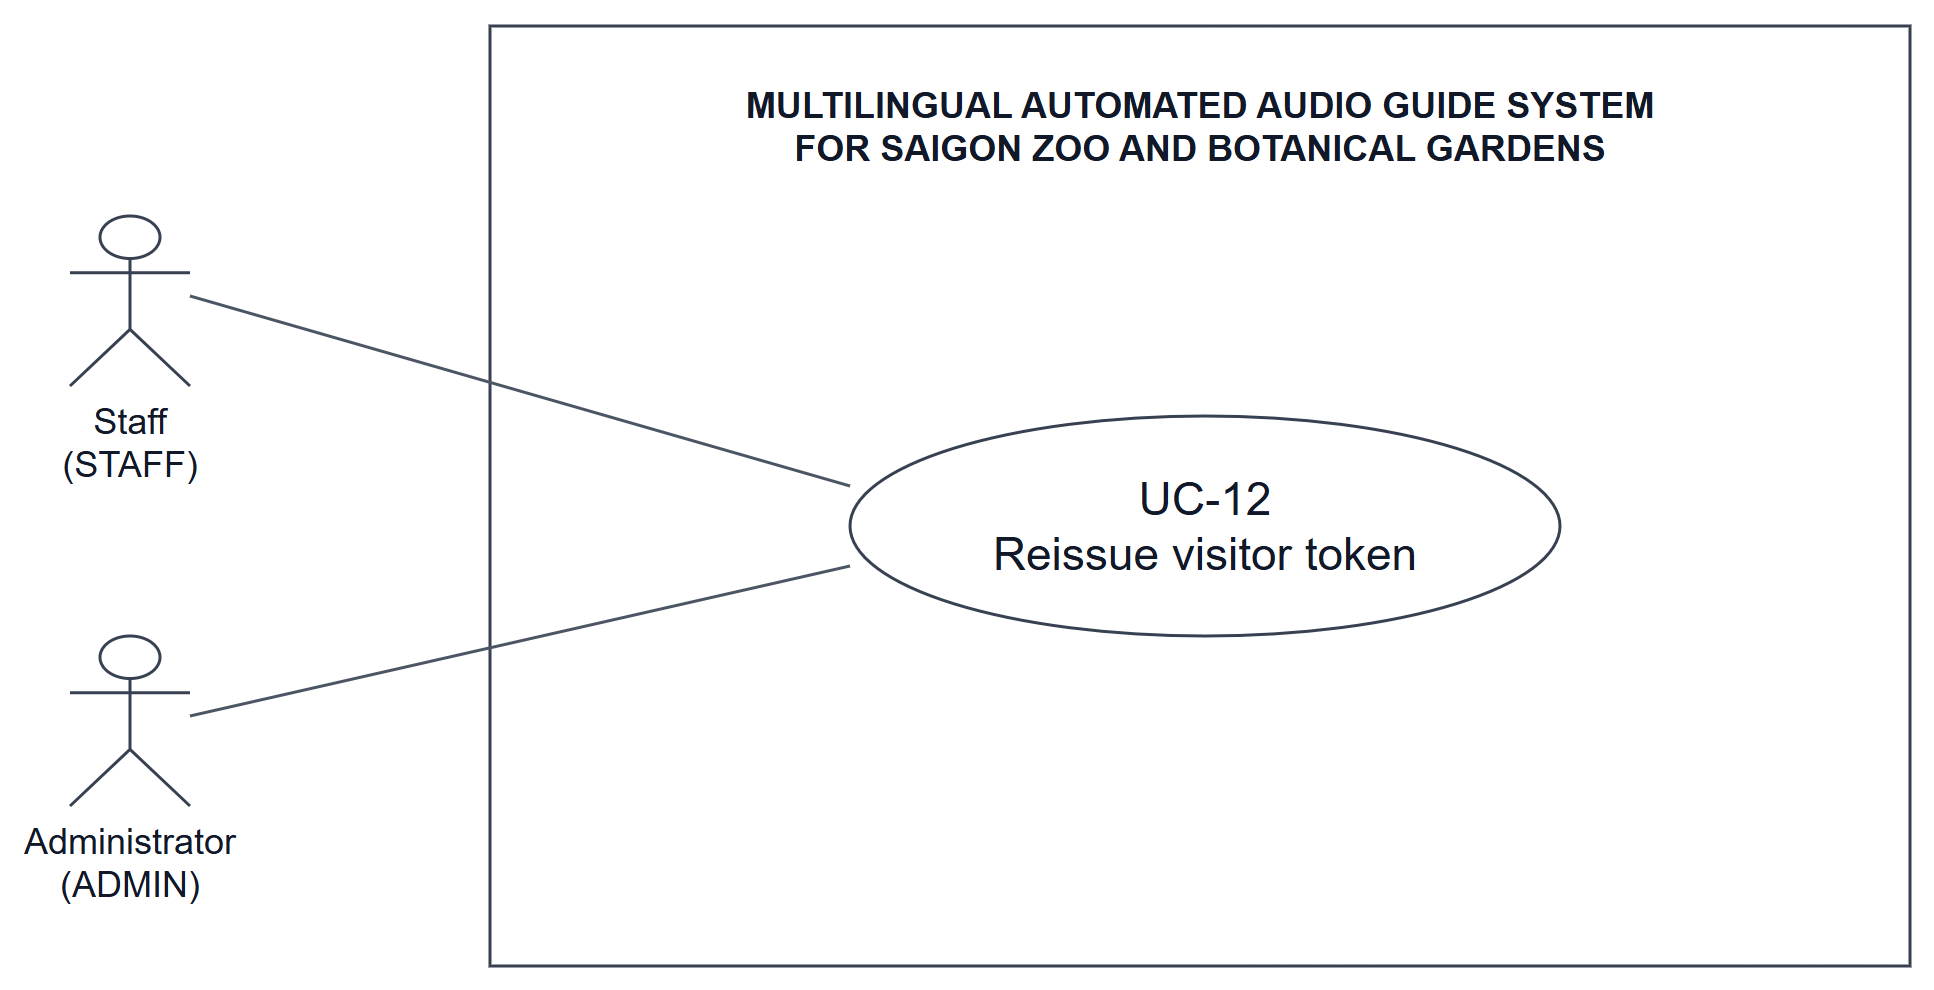 MULTILINGUAL AUTOMATED AUDIO GUIDE SYSTEM
FOR SAIGON ZOO AND BOTANICAL GARDENS
Staff
(STAFF)
UC-12
Reissue visitor token
Administrator
(ADMIN)